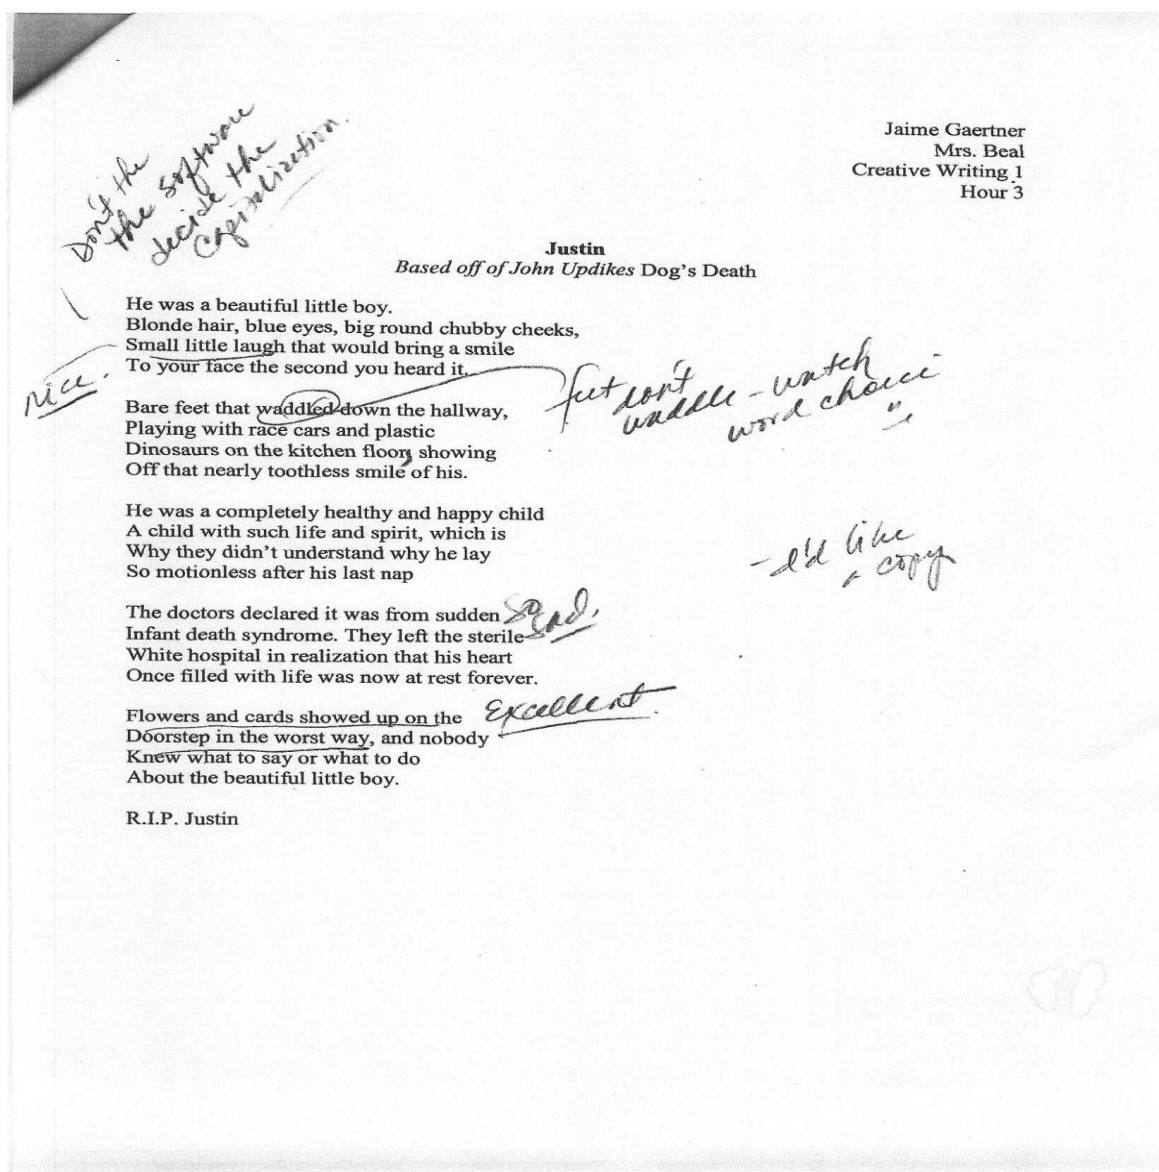 Don't the
the software
decide the
capitalization.
Jaime Gaertner
Mrs. Beal
Creative Writing 1
Hour 3
Justin
Based off of John Updikes Dog's Death
He was a beautiful little boy.
Blonde hair, blue eyes, big round chubby cheeks,
Small little laugh that would bring a smile
To your face the second you heard it.
nice.
feet don't
waddle - watch
word choice
Bare feet that waddled down the hallway,
Playing with race cars and plastic
Dinosaurs on the kitchen floor, showing
Off that nearly toothless smile of his.
He was a completely healthy and happy child
A child with such life and spirit, which is
Why they didn't understand why he lay
So motionless after his last nap
- I'd like
a copy
The doctors declared it was from sudden
Infant death syndrome. They left the sterile
White hospital in realization that his heart
Once filled with life was now at rest forever.
So
sad.
Flowers and cards showed up on the
Doorstep in the worst way, and nobody
Knew what to say or what to do
About the beautiful little boy.
Excellent.
R.I.P. Justin